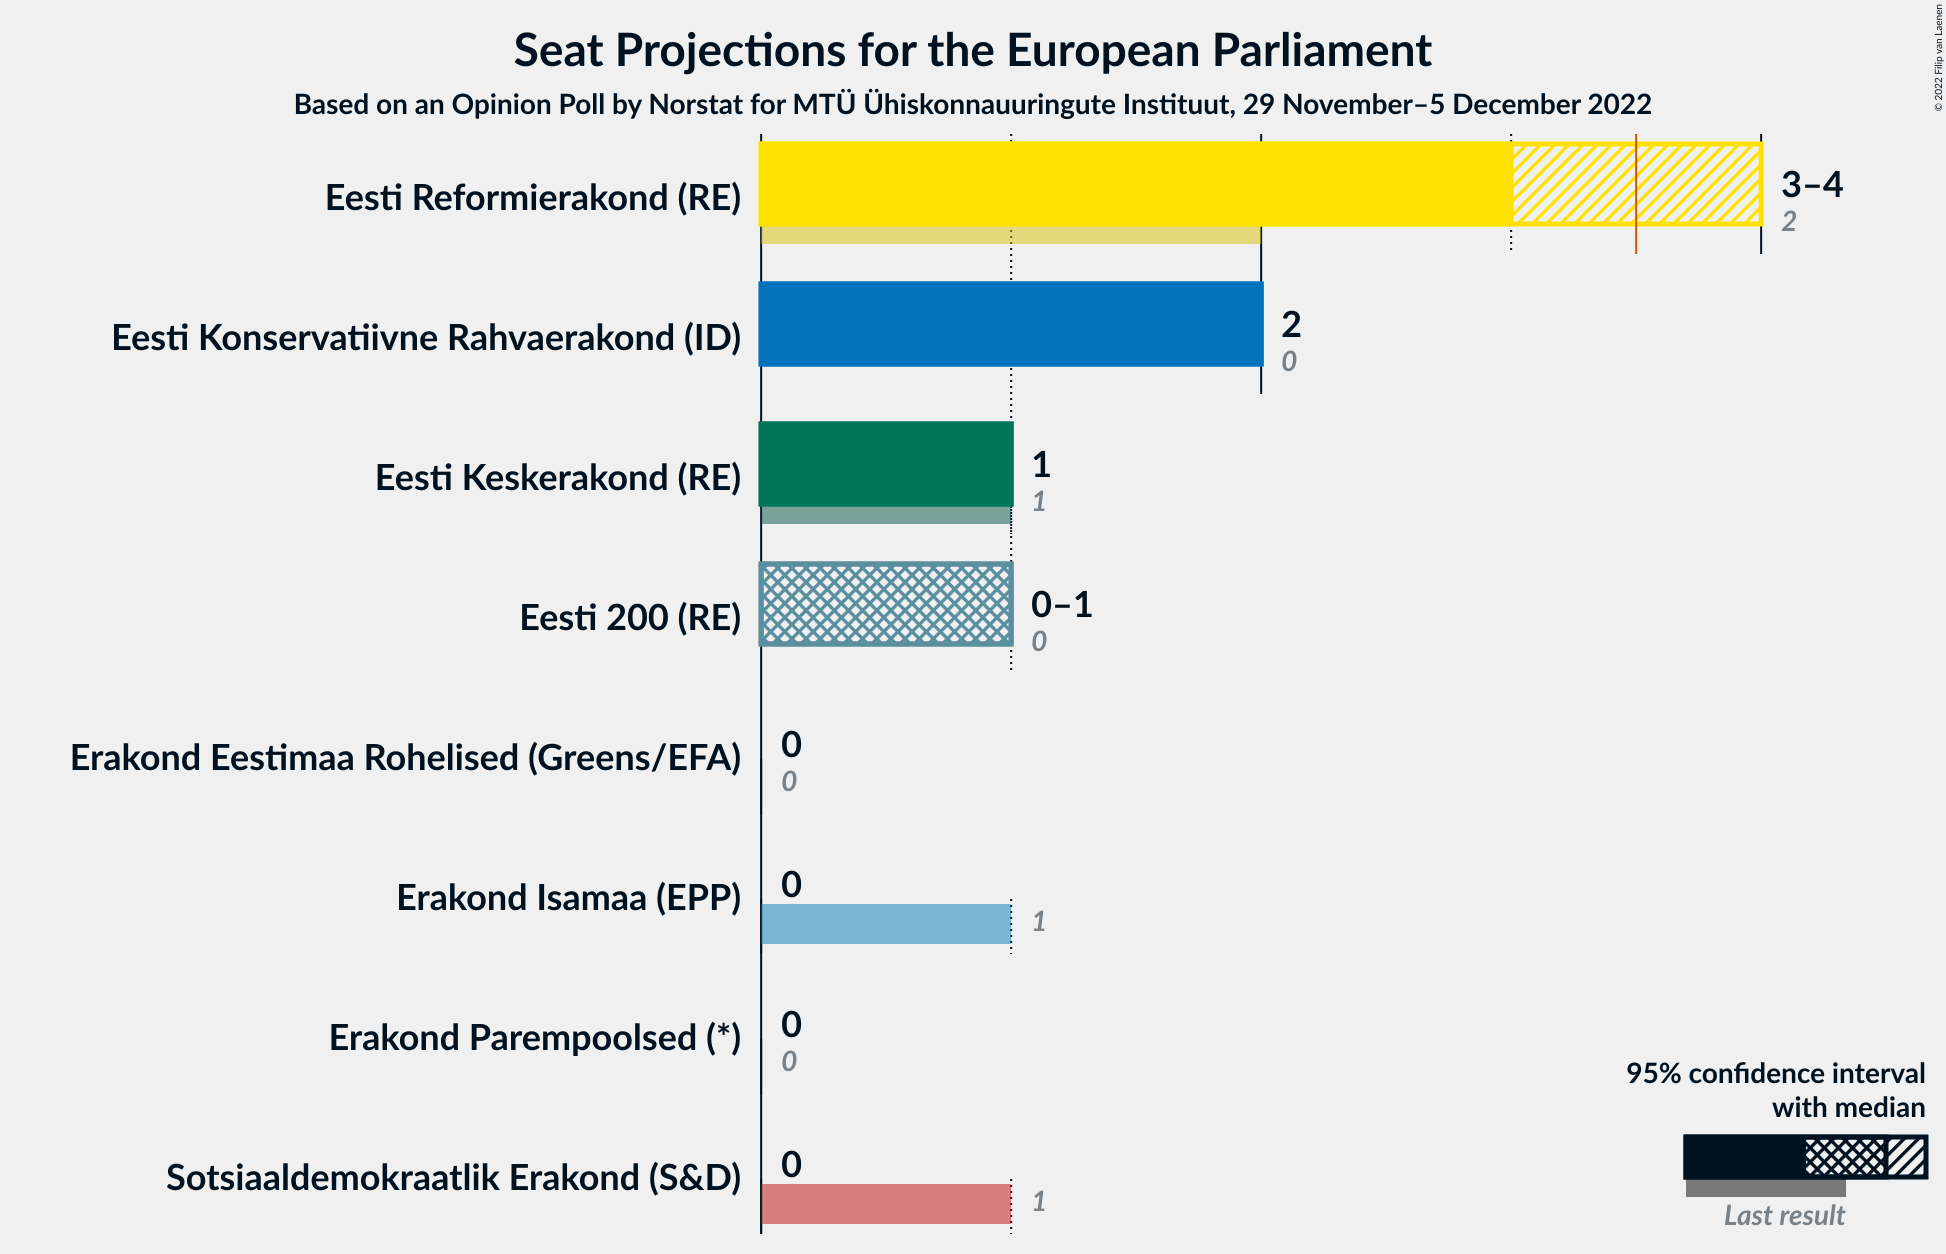 Seat Projections for the European Parliament
Based on an Opinion Poll by Norstat for MTÜ Ühiskonnauuringute Instituut, 29 November–5 December 2022
© 2022 Filip van Laenen
Eesti Reformierakond (RE)
3–4
2
Eesti Konservatiivne Rahvaerakond (ID)
2
0
Eesti Keskerakond (RE)
1
1
Eesti 200 (RE)
0–1
0
Erakond Eestimaa Rohelised (Greens/EFA)
0
0
Erakond Isamaa (EPP)
0
1
Erakond Parempoolsed (*)
0
0
Sotsiaaldemokraatlik Erakond (S&D)
0
1
95% confidence interval
with median
Last result